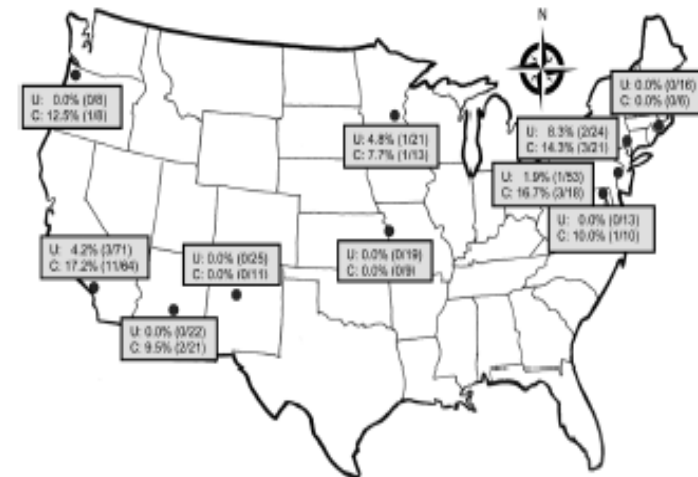 N
U: 0.0% (0/16)
C: 0.0% (0/6)
U: 0.0% (0/8)
C: 12.5% (1/8)
U: 4.8% (1/21)
C: 7.7% (1/13)
U: 8.3% (2/24)
C: 14.3% (3/21)
U: 1.9% (1/53)
C: 16.7% (3/18)
U: 0.0% (0/13)
C: 10.0% (1/10)
U: 4.2% (3/71)
C: 17.2% (11/64)
U: 0.0% (0/25)
C: 0.0% (0/11)
U: 0.0% (0/19)
C: 0.0% (0/9)
U: 0.0% (0/22)
C: 9.5% (2/21)